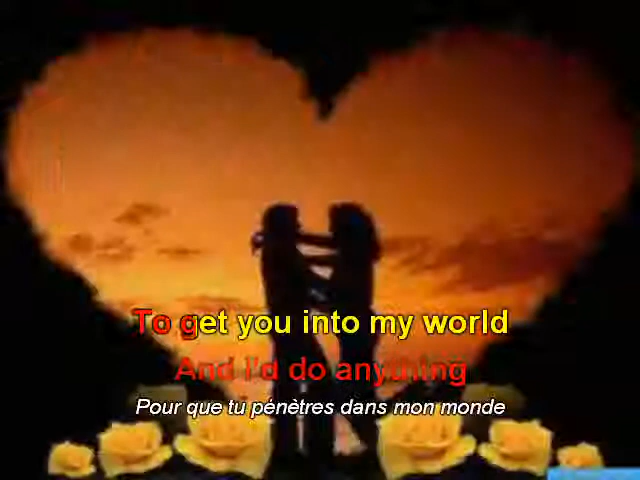 To get you into my world
And I'd do anything
Pour que tu pénètres dans mon monde